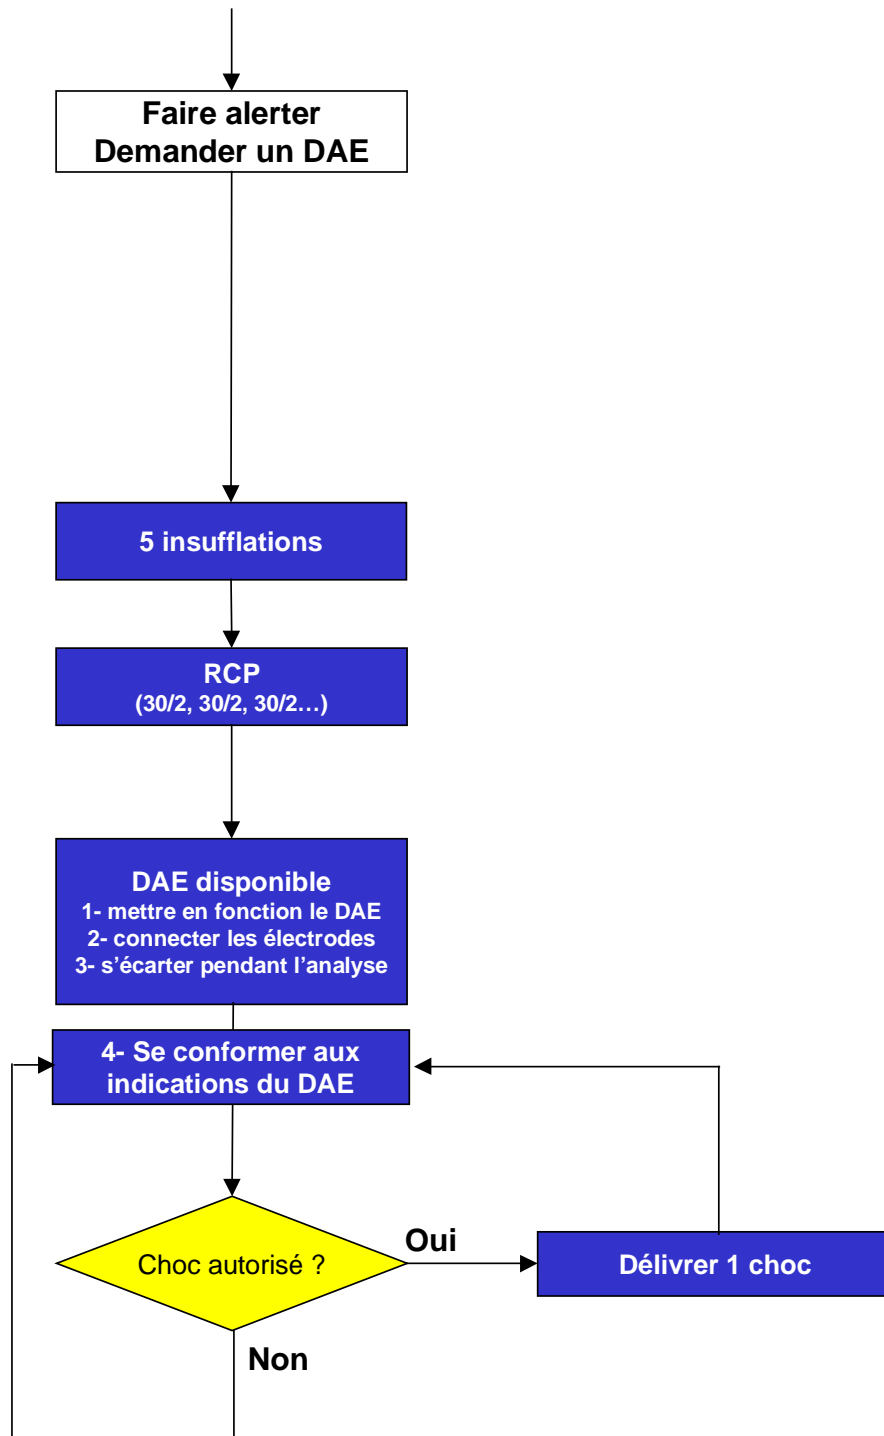 Faire alerter
Demander un DAE
5 insufflations
RCP
(30/2, 30/2, 30/2…)
DAE disponible
1- mettre en fonction le DAE
2- connecter les électrodes
3- s’écarter pendant l’analyse
4- Se conformer aux
indications du DAE
Choc autorisé ?
Oui
Délivrer 1 choc
Non